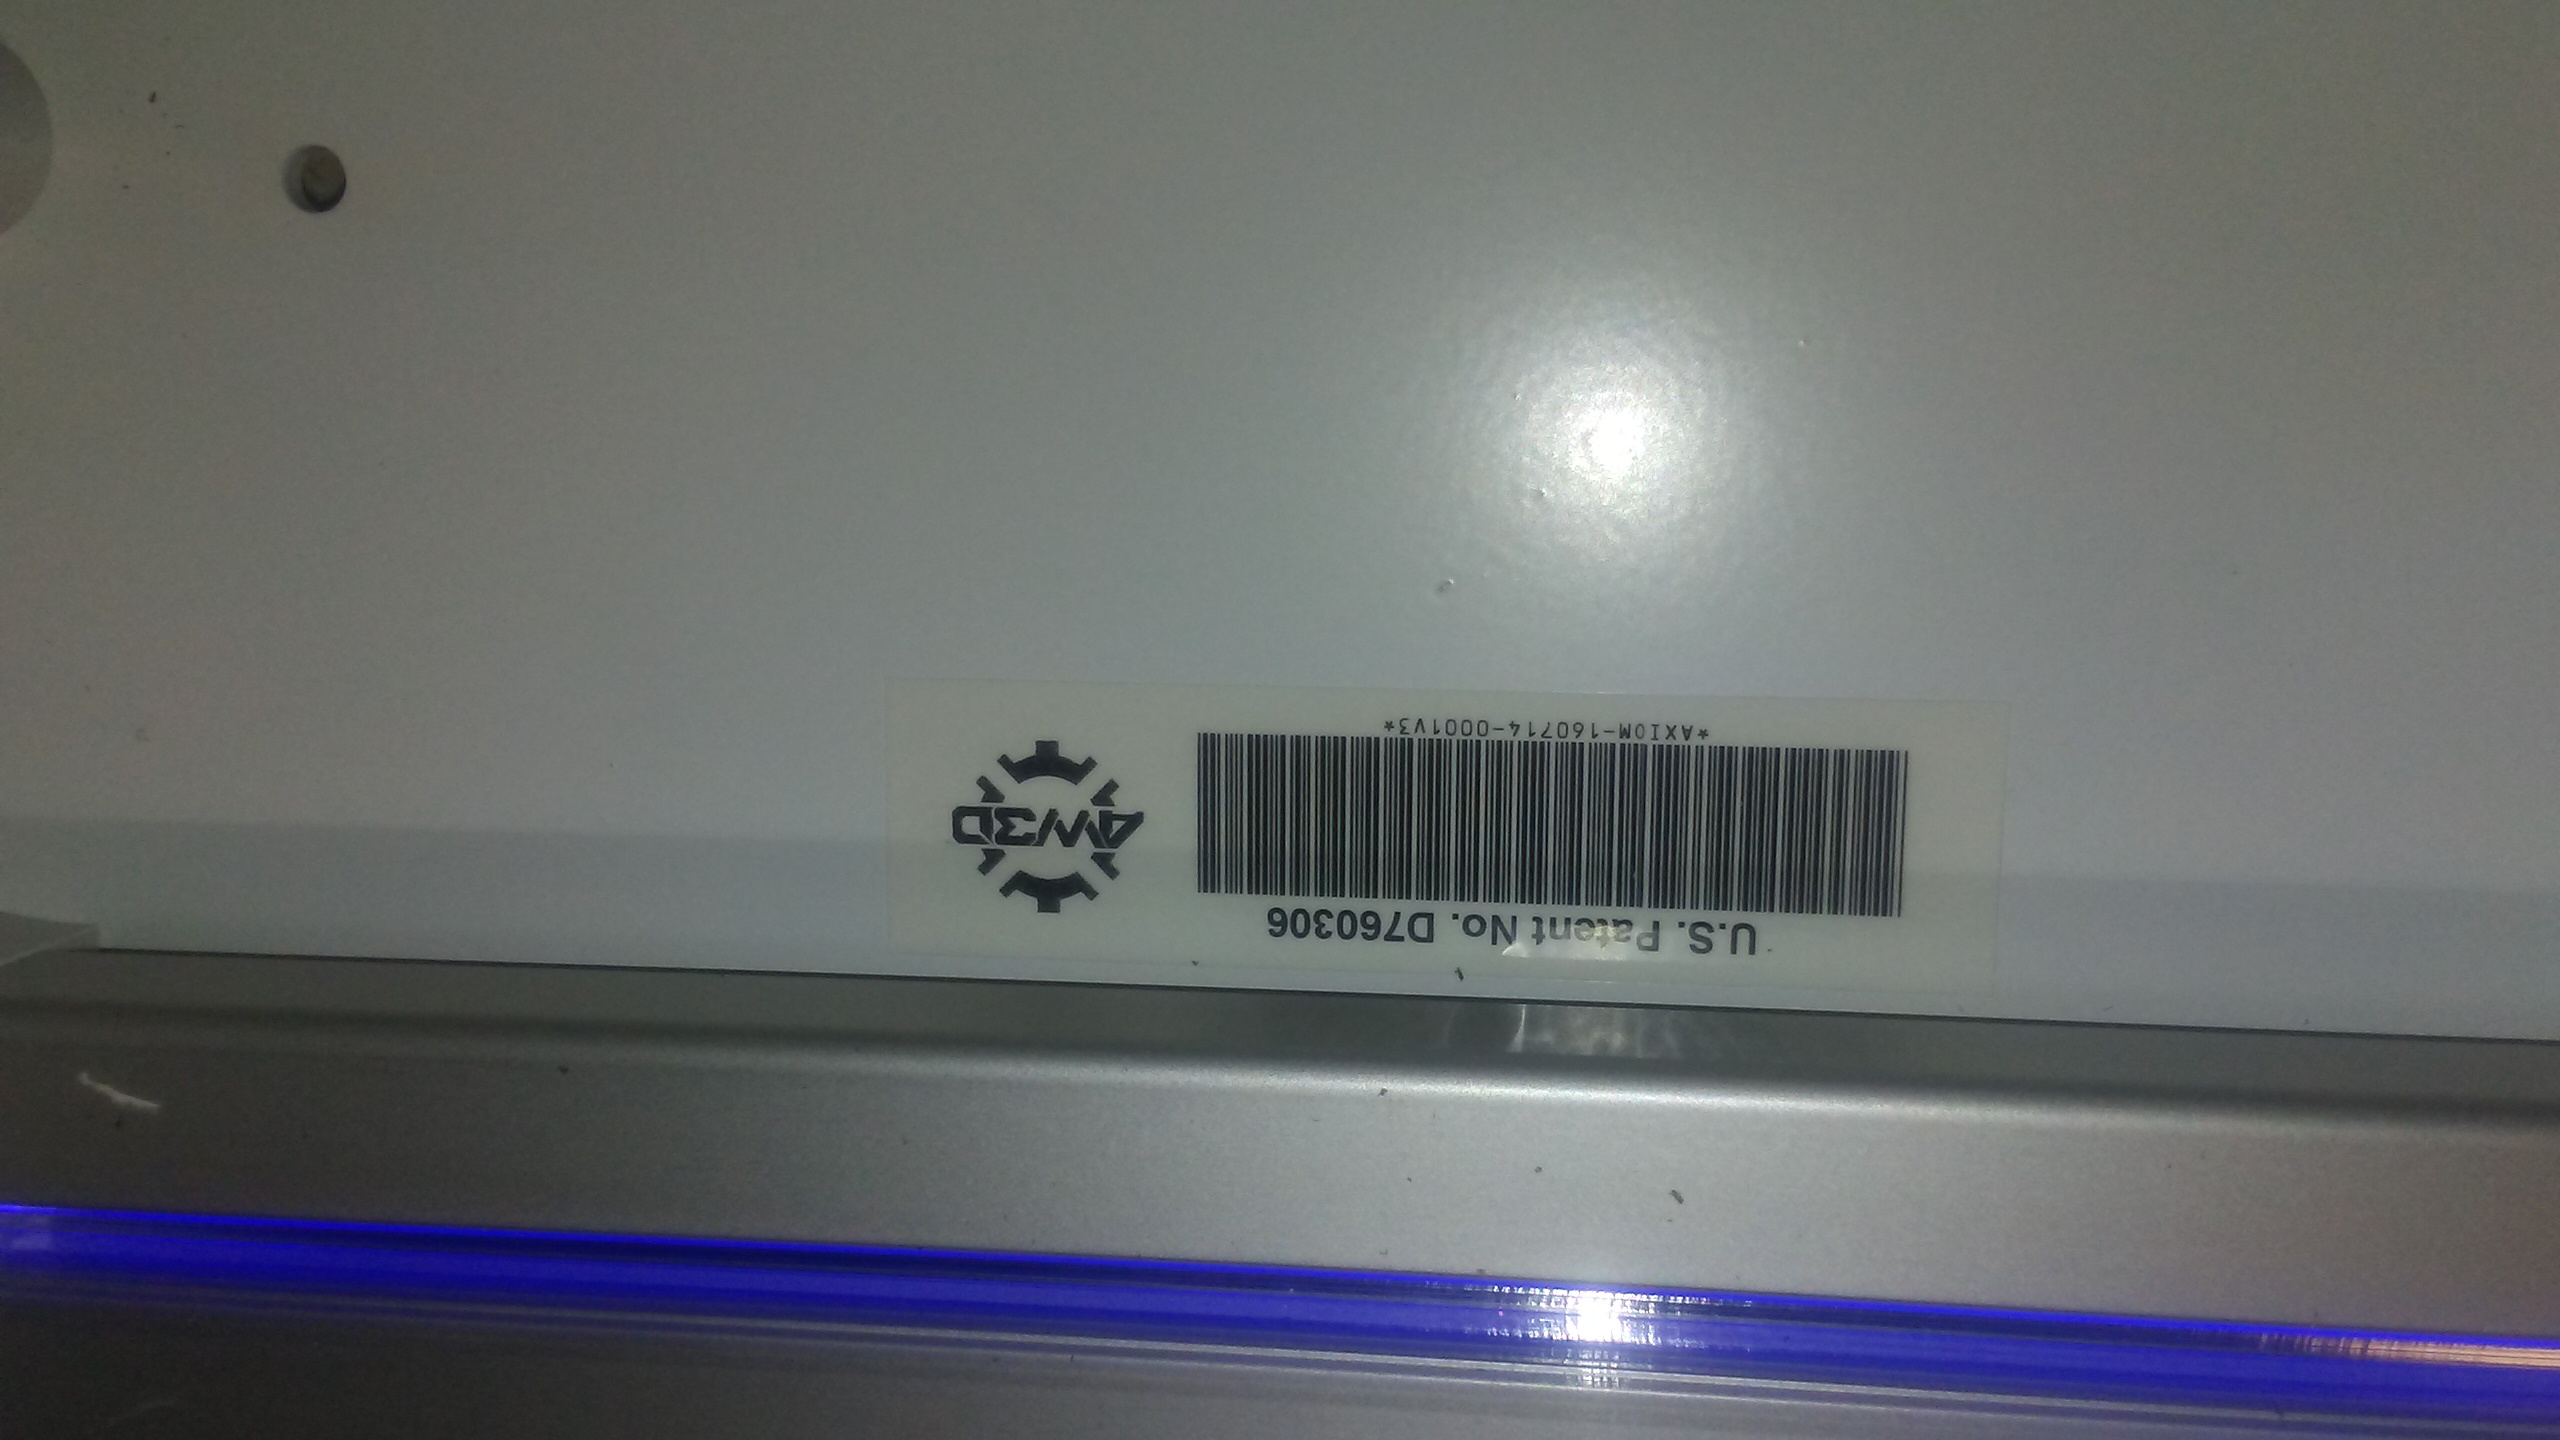 U.S. Patent No. D760306
*AXIOM-160714-0001V3*
AW3D